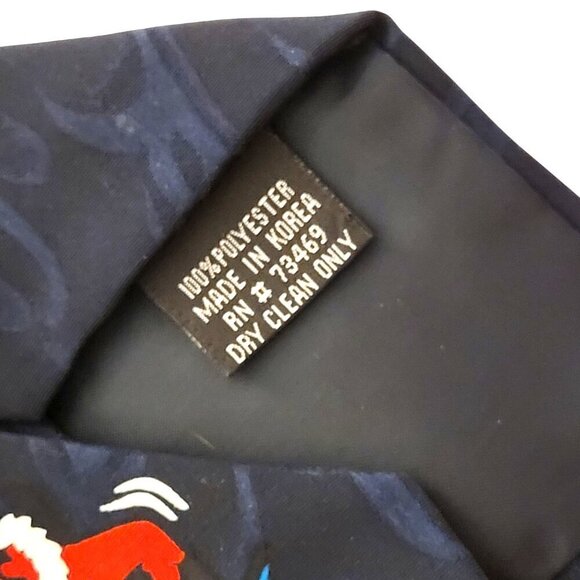 100% POLYESTER
MADE IN KOREA
RN # 73469
DRY CLEAN ONLY